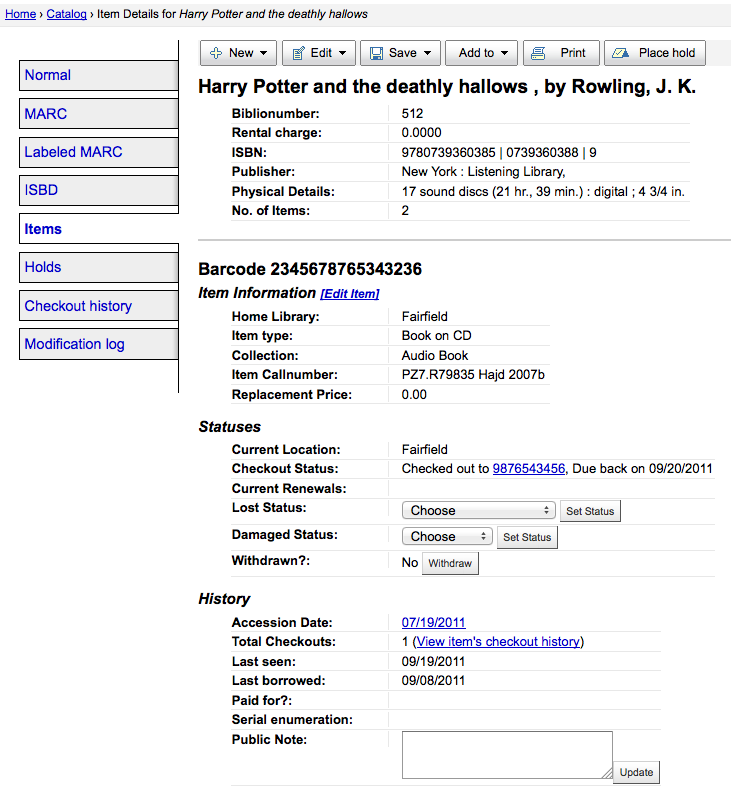 Home › Catalog › Item Details for Harry Potter and the deathly hallows
New Edit Save Add to Print Place hold
Normal
MARC
Labeled MARC
ISBD
Items
Holds
Checkout history
Modification log
Harry Potter and the deathly hallows , by Rowling, J. K.
Biblionumber: 512
Rental charge: 0.0000
ISBN: 9780739360385 | 0739360388 | 9
Publisher: New York : Listening Library,
Physical Details: 17 sound discs (21 hr., 39 min.) : digital ; 4 3/4 in.
No. of Items: 2
Barcode 2345678765343236
Item Information [Edit Item]
Home Library: Fairfield
Item type: Book on CD
Collection: Audio Book
Item Callnumber: PZ7.R79835 Hajd 2007b
Replacement Price: 0.00
Statuses
Current Location: Fairfield
Checkout Status: Checked out to 9876543456, Due back on 09/20/2011
Current Renewals:
Lost Status: Choose Set Status
Damaged Status: Choose Set Status
Withdrawn?: No Withdraw
History
Accession Date: 07/19/2011
Total Checkouts: 1 (View item's checkout history)
Last seen: 09/19/2011
Last borrowed: 09/08/2011
Paid for?:
Serial enumeration:
Public Note:
Update